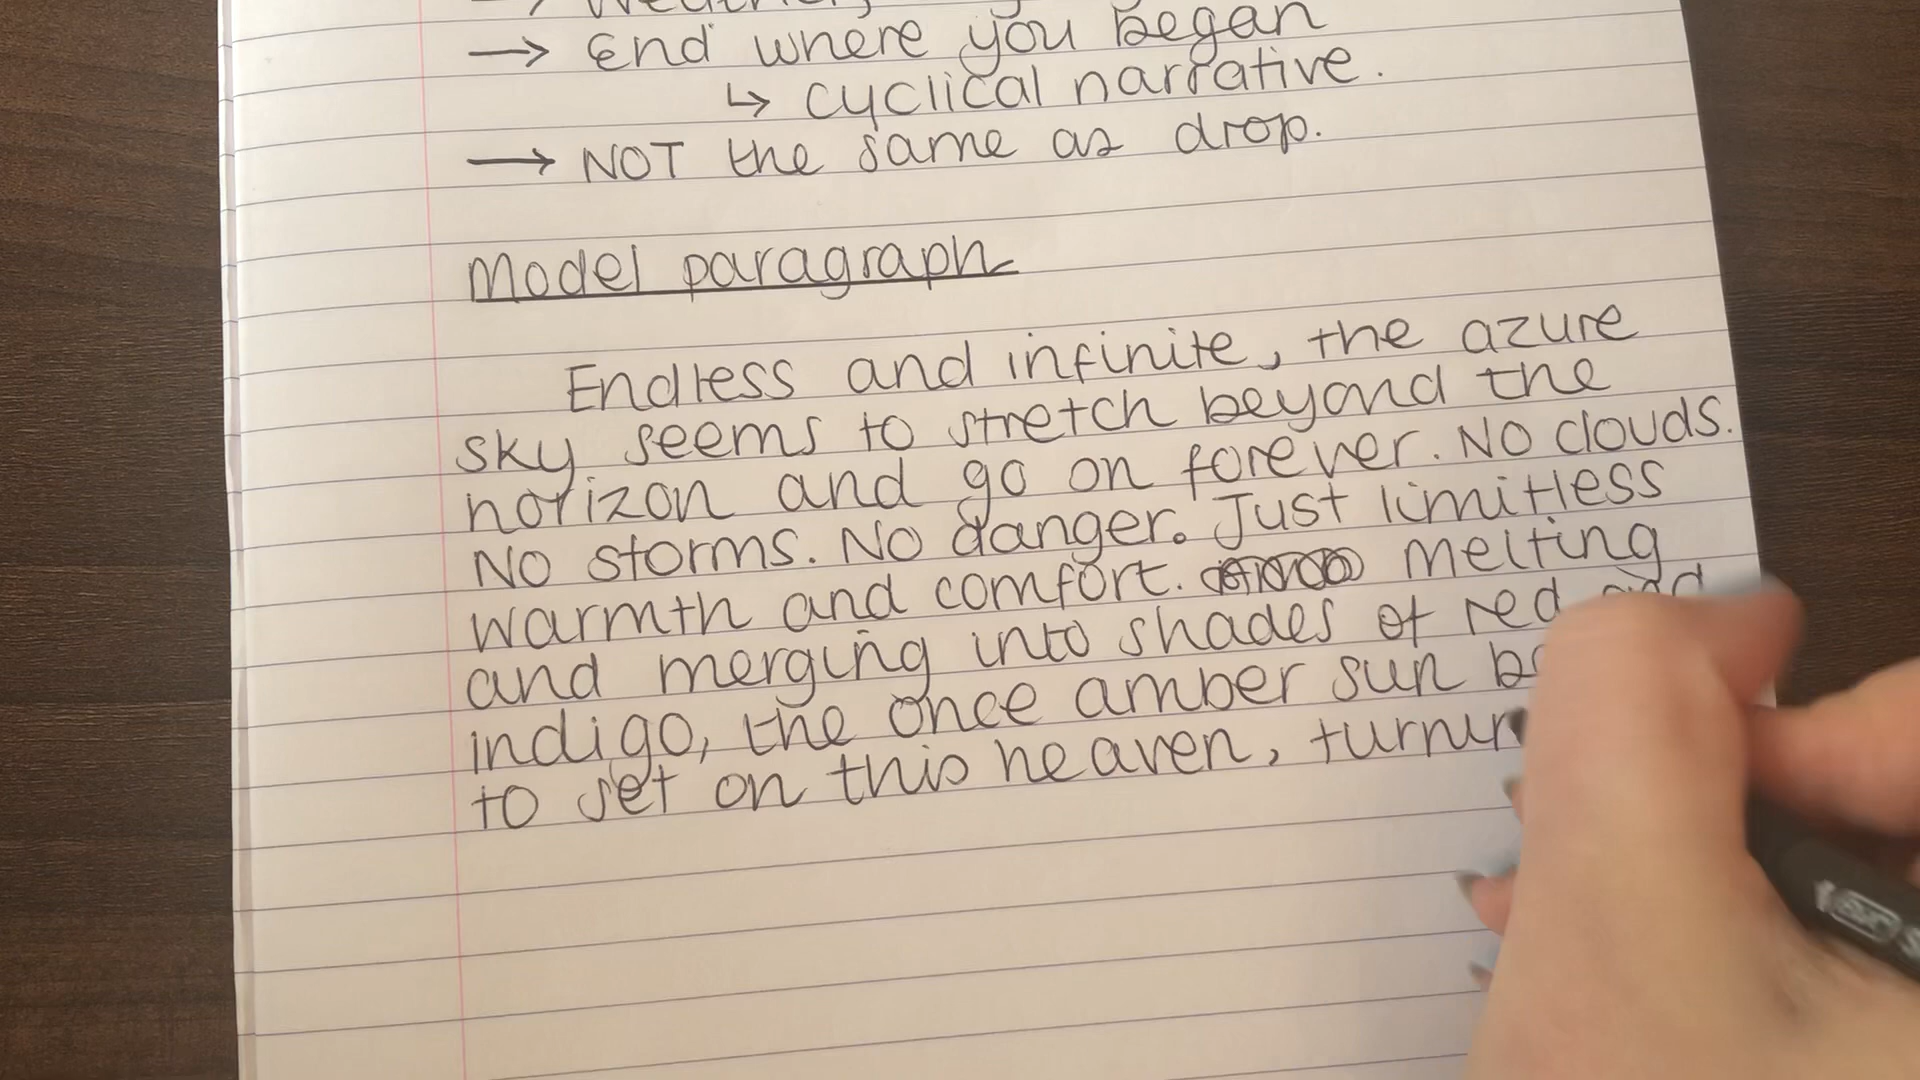 → End where you began
↳ cyclical narrative.
→ NOT the same as drop.
Model paragraph
Endless and infinite, the azure
sky seems to stretch beyond the
horizon and go on forever. No clouds.
No storms. No danger. Just limitless
warmth and comfort. Melting
and merging into shades of red and
indigo, the once amber sun
to set on this heaven,